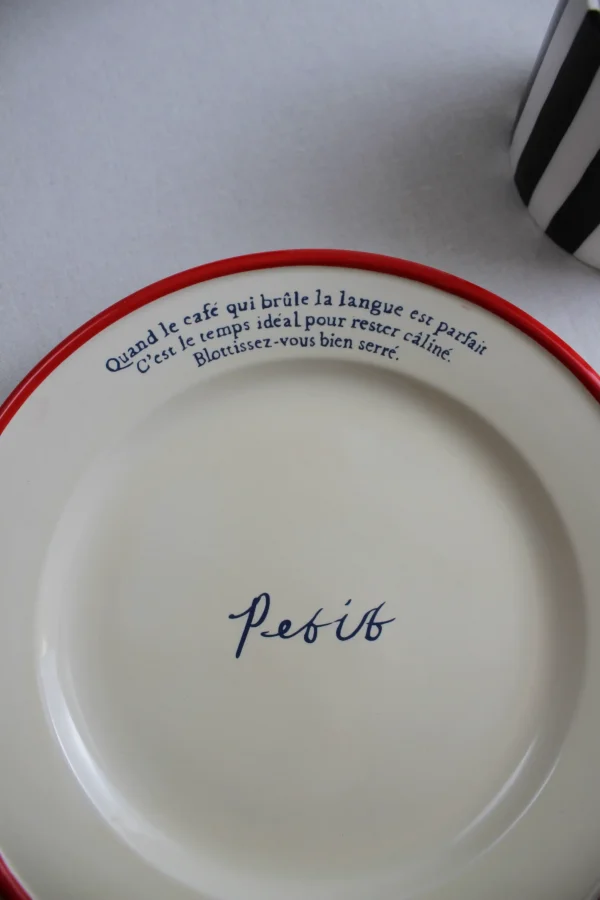 Quand le café qui brûle la langue est parfait
C'est le temps idéal pour rester câliné.
Blottissez-vous bien serré.
Petit